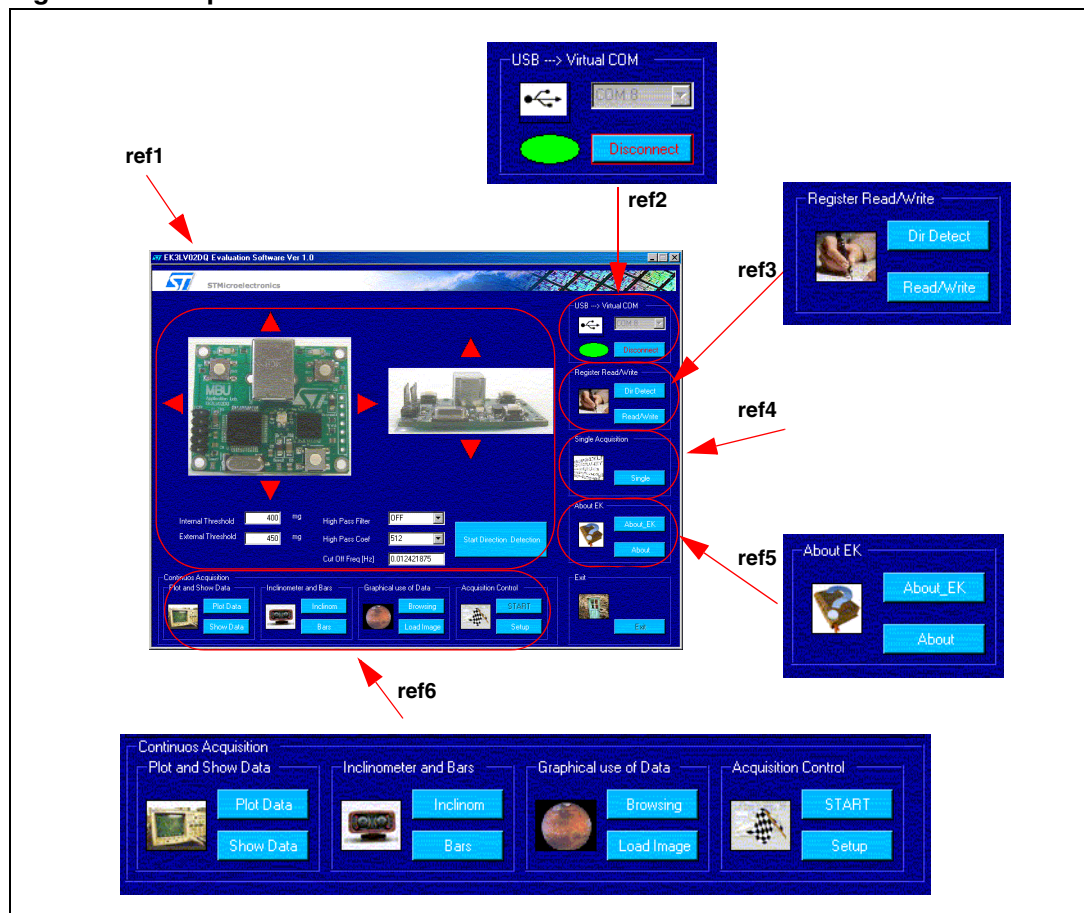 USB ---> Virtual COM
COM 8
Disconnect
ref1
ref2
Register Read/Write
Dir Detect
Read/Write
ref3
EK3LV02DQ Evaluation Software Ver 1.0
ST
STMicroelectronics
USB ---> Virtual COM
COM 8
Disconnect
Register Read/Write
Dir Detect
Read/Write
ref4
Single Acquisition
Single
MBU
About EK
About_EK
About
ref5
Internal Threshold 400 mg
High Pass Filter OFF
External Threshold 450 mg
High Pass Coef 512
Cut Off Freq [Hz] 0.012421875
Start Direction Detection
About EK
About_EK
About
Continuos Acquisition
Plot and Show Data
Inclinometer and Bars
Graphical use of Data
Acquisition Control
Plot Data
Show Data
Inclinom
Bars
Browsing
Load Image
START
Setup
Exit
Exit
ref6
Continuos Acquisition
Plot and Show Data
Inclinometer and Bars
Graphical use of Data
Acquisition Control
Plot Data
Inclinom
Browsing
START
Show Data
Bars
Load Image
Setup